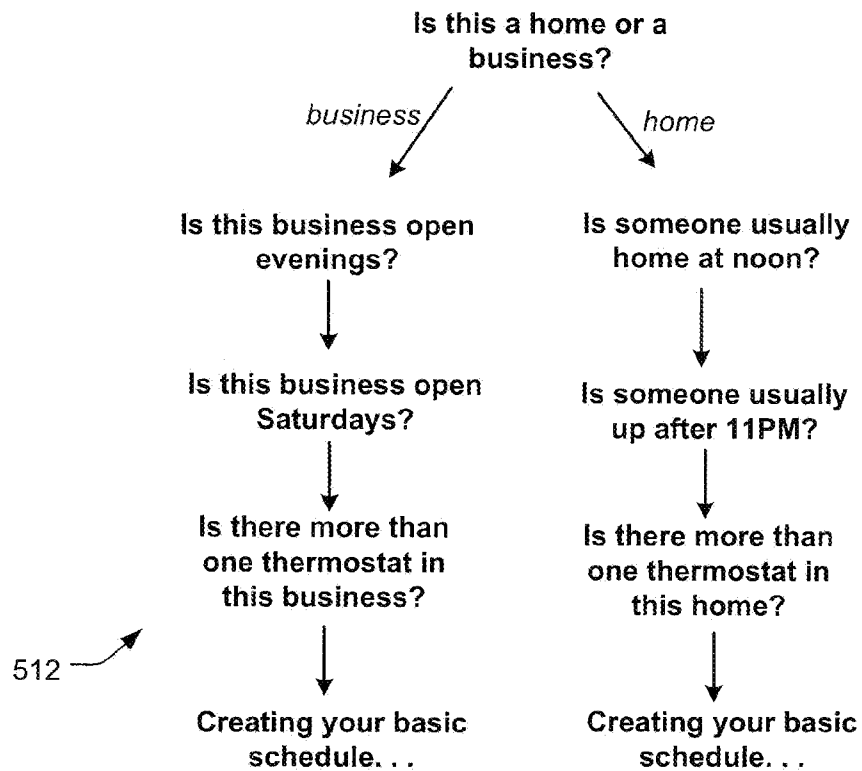 Is this a home or a
business?
business
home
Is this business open
evenings?
Is someone usually
home at noon?
Is this business open
Saturdays?
Is someone usually
up after 11PM?
Is there more than
one thermostat in
this business?
Is there more than
one thermostat in
this home?
512
Creating your basic
schedule. . .
Creating your basic
schedule. . .